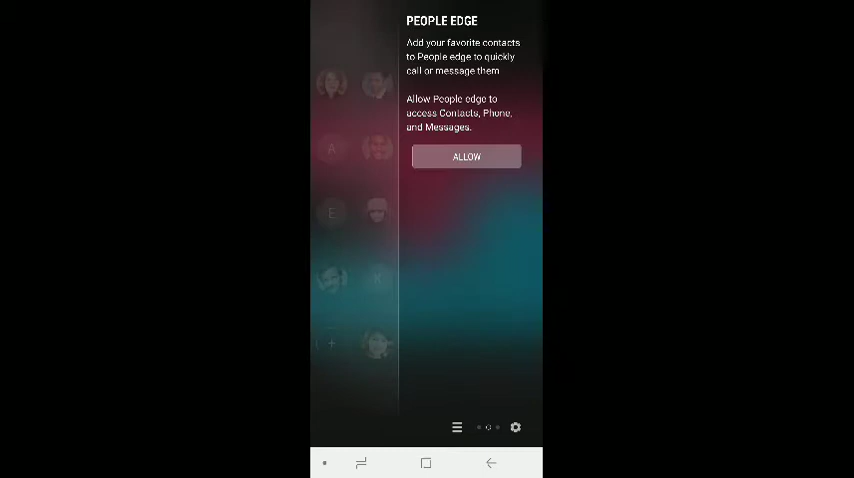 PEOPLE EDGE
Add your favorite contacts
to People edge to quickly
call or message them
Allow People edge to
access Contacts, Phone,
and Messages.
ALLOW
A
E
K